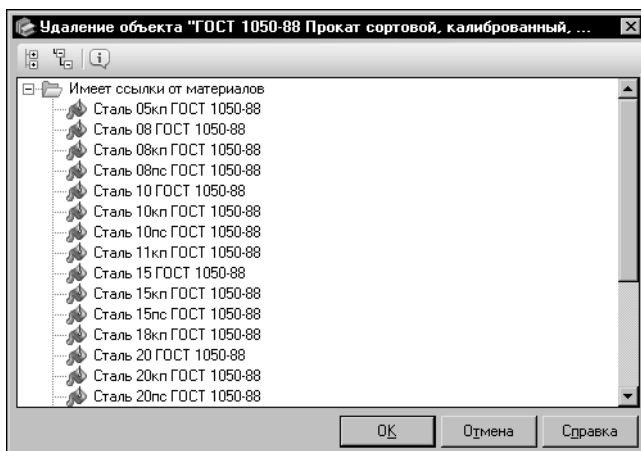 Удаление объекта "ГОСТ 1050-88 Прокат сортовой, калиброванный, ...
Имеет ссылки от материалов
Сталь 05кп ГОСТ 1050-88
Сталь 08 ГОСТ 1050-88
Сталь 08кп ГОСТ 1050-88
Сталь 08пс ГОСТ 1050-88
Сталь 10 ГОСТ 1050-88
Сталь 10кп ГОСТ 1050-88
Сталь 10пс ГОСТ 1050-88
Сталь 11кп ГОСТ 1050-88
Сталь 15 ГОСТ 1050-88
Сталь 15кп ГОСТ 1050-88
Сталь 15пс ГОСТ 1050-88
Сталь 18кп ГОСТ 1050-88
Сталь 20 ГОСТ 1050-88
Сталь 20кп ГОСТ 1050-88
Сталь 20пс ГОСТ 1050-88
OK Отмена Справка